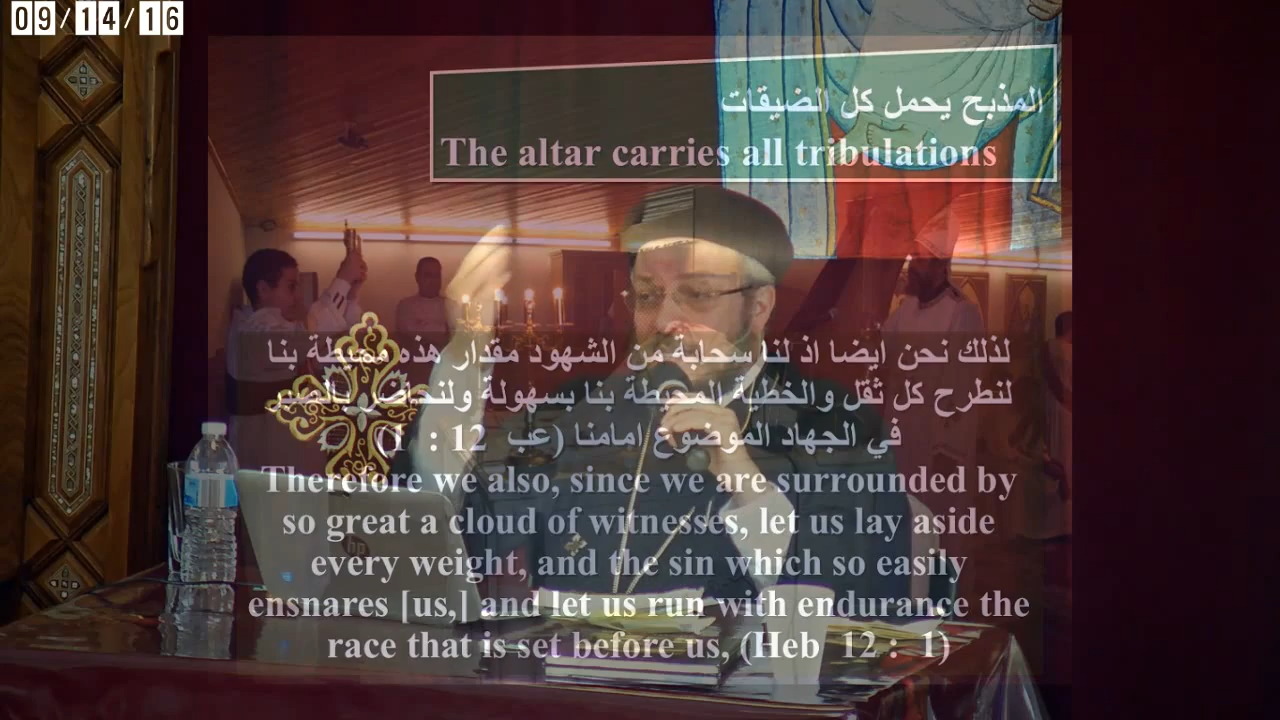 09/14/16
المذبح يحمل كل الضيقات
The altar carries all tribulations
لذلك نحن ايضا اذ لنا سحابة من الشهود مقدار هذه محيطة بنا
لنطرح كل ثقل والخطية المحيطة بنا بسهولة ولنحاضر بالصبر
في الجهاد الموضوع امامنا (عب 12 : 1)
Therefore we also, since we are surrounded by
so great a cloud of witnesses, let us lay aside
every weight, and the sin which so easily
ensnares [us,] and let us run with endurance the
race that is set before us, (Heb 12 : 1)
hp